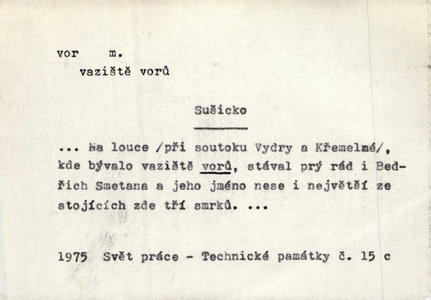 vor m.
vaziště vorů
Sušicko
... Na louce /při soutoku Vydry a Křemelné/,
kde bývalo vaziště vorů, stával prý rád i Bed-
řich Smetana a jeho jméno nese i největší ze
stojících zde tří smrků. ...
1975 Svět práce - Technické památky č. 15 c